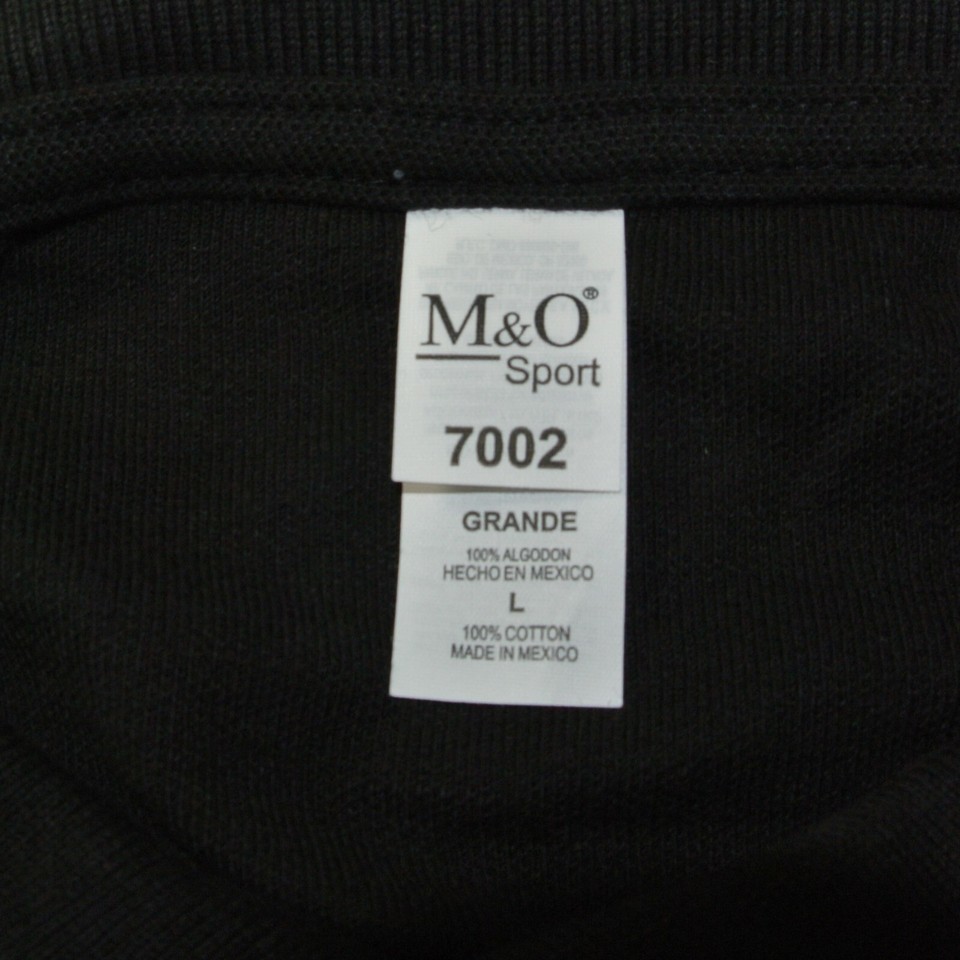 M&O®
Sport
7002
GRANDE
100% ALGODON
HECHO EN MEXICO
L
100% COTTON
MADE IN MEXICO